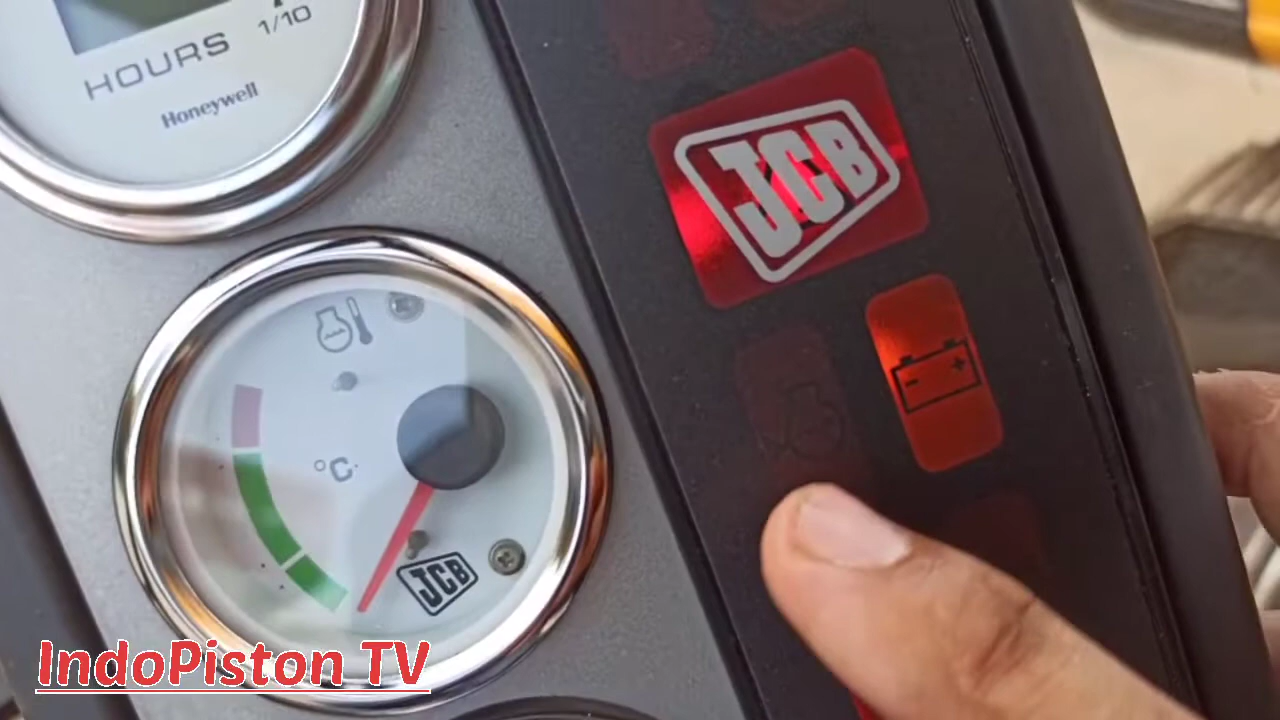 HOURS 1/10
Honeywell
JCB
°C
JCB
IndoPiston TV